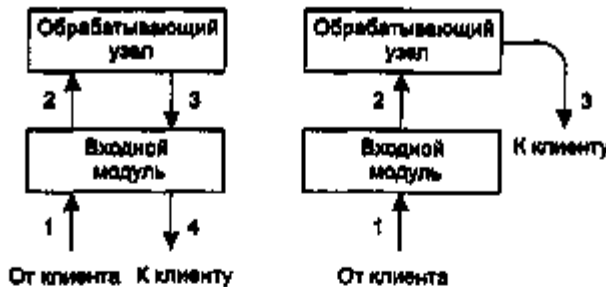 Обрабатывающий
узел
2
3
Входной
модуль
1
4
От клиента
К клиенту
Обрабатывающий
узел
2
3
К клиенту
Входной
модуль
1
От клиента